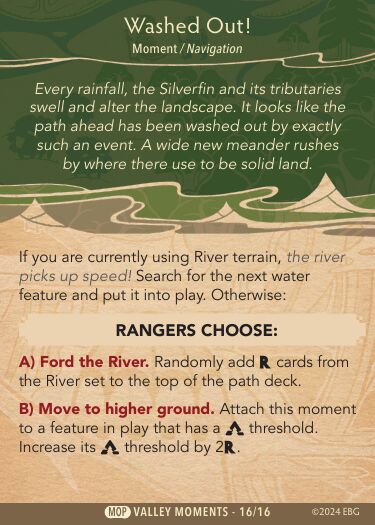 Washed Out!
Moment / Navigation
Every rainfall, the Silverfin and its tributaries
swell and alter the landscape. It looks like the
path ahead has been washed out by exactly
such an event. A wide new meander rushes
by where there use to be solid land.
If you are currently using River terrain, the river
picks up speed! Search for the next water
feature and put it into play. Otherwise:
RANGERS CHOOSE:
A) Ford the River. Randomly add R cards from
the River set to the top of the path deck.
B) Move to higher ground. Attach this moment
to a feature in play that has a threshold.
Increase its threshold by 2R.
MOP VALLEY MOMENTS - 16/16
©2024 EBG